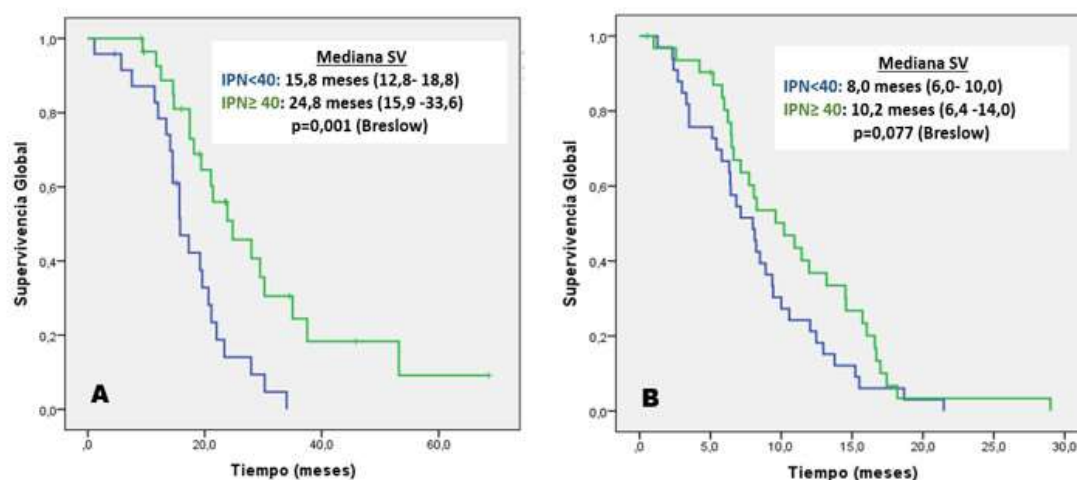 Mediana SV
IPN<40: 15,8 meses (12,8- 18,8)
IPN≥ 40: 24,8 meses (15,9 -33,6)
p=0,001 (Breslow)
Supervivencia Global
1,0
0,8
0,6
0,4
0,2
0,0
A
,0
20,0
40,0
60,0
Tiempo (meses)
Mediana SV
IPN<40: 8,0 meses (6,0- 10,0)
IPN≥ 40: 10,2 meses (6,4 -14,0)
p=0,077 (Breslow)
Supervivencia Global
1,0
0,8
0,6
0,4
0,2
0,0
B
,0
5,0
10,0
15,0
20,0
25,0
30,0
Tiempo (meses)